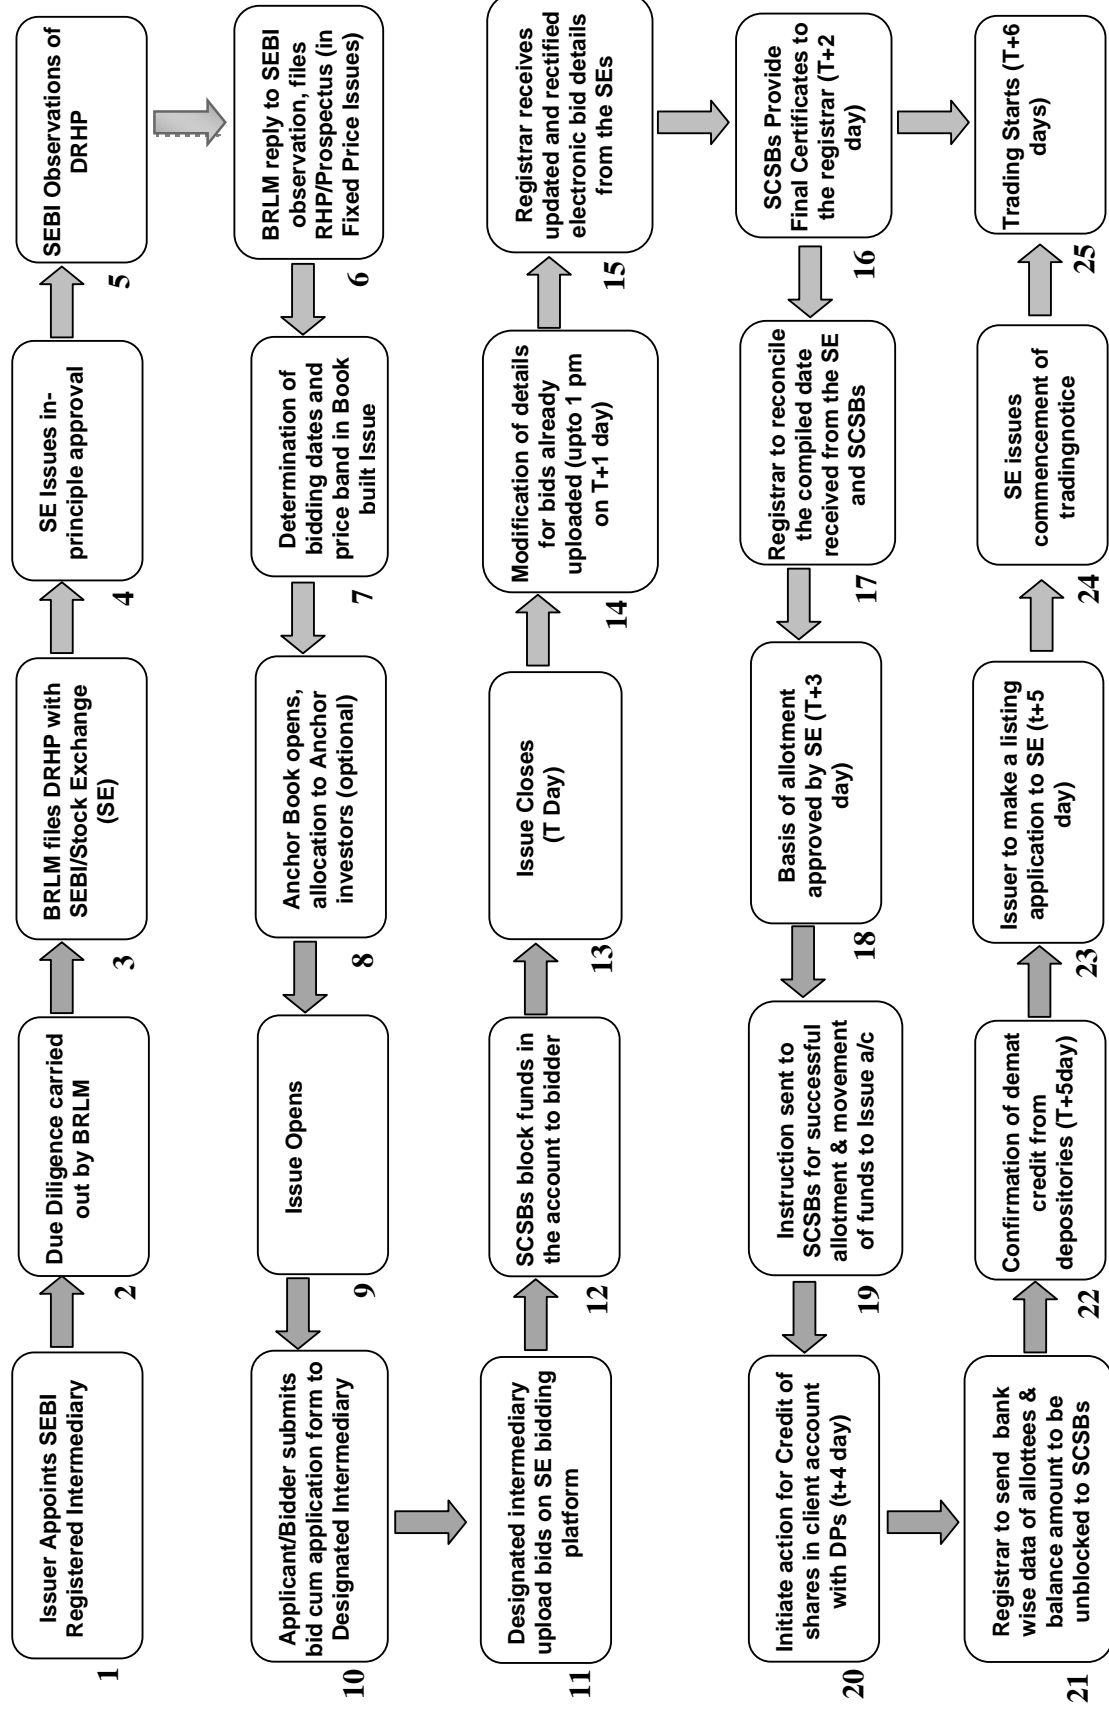 Issuer Appoints SEBI
Registered Intermediary
1
Due Diligence carried
out by BRLM
2
BRLM files DRHP with
SEBI/Stock Exchange
(SE)
3
SE Issues in-
principle approval
4
SEBI Observations of
DRHP
5
BRLM reply to SEBI
observation, files
RHP/Prospectus (in
Fixed Price Issues)
6
Determination of
bidding dates and
price band in Book
built Issue
7
Anchor Book opens,
allocation to Anchor
investors (optional)
8
Issue Opens
9
Applicant/Bidder submits
bid cum application form to
Designated Intermediary
10
Designated intermediary
upload bids on SE bidding
platform
11
SCSBs block funds in
the account to bidder
12
Issue Closes
(T Day)
13
Modification of details
for bids already
uploaded (upto 1 pm
on T+1 day)
14
Registrar receives
updated and rectified
electronic bid details
from the SEs
15
SCSBs Provide
Final Certificates to
the registrar (T+2
day)
16
Registrar to reconcile
the compiled date
received from the SE
and SCSBs
17
Basis of allotment
approved by SE (T+3
day)
18
Instruction sent to
SCSBs for successful
allotment & movement
of funds to Issue a/c
19
Initiate action for Credit of
shares in client account
with DPs (t+4 day)
20
Registrar to send bank
wise data of allottees &
balance amount to be
unblocked to SCSBs
21
Confirmation of demat
credit from
depositories (T+5day)
22
Issuer to make a listing
application to SE (t+5
day)
23
SE issues
commencement of
tradingnotice
24
Trading Starts (T+6
days)
25